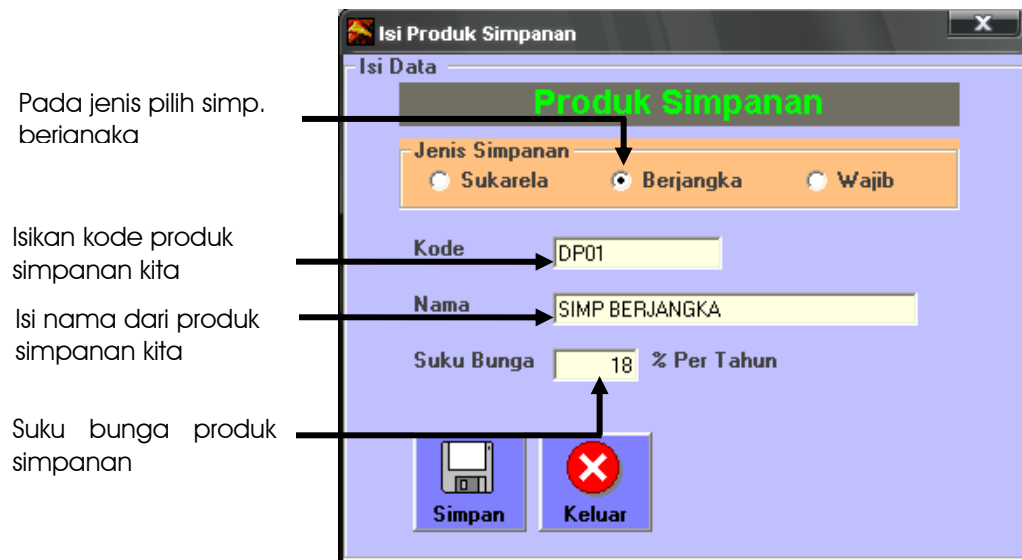 Isi Produk Simpanan
X
Isi Data
Produk Simpanan
Pada jenis pilih simp.
berjangka
Jenis Simpanan
Sukarela Berjangka Wajib
Isikan kode produk
simpanan kita
Kode DP01
Isi nama dari produk
simpanan kita
Nama SIMP BERJANGKA
Suku Bunga 18 % Per Tahun
Suku bunga produk
simpanan
Simpan Keluar